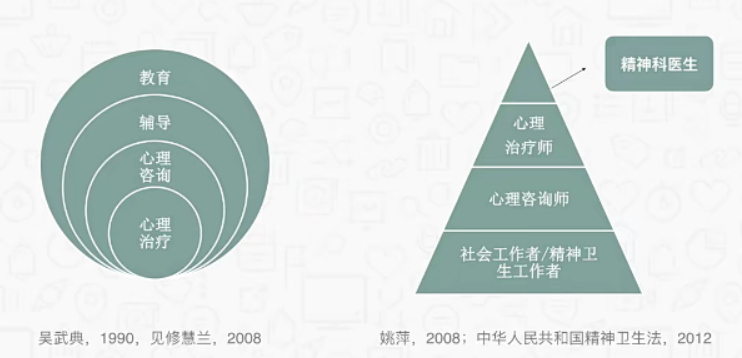 教育
辅导
心理
咨询
心理
治疗
吴武典，1990，见修慧兰，2008
精神科医生
心理
治疗师
心理咨询师
社会工作者/精神卫
生工作者
姚萍，2008；中华人民共和国精神卫生法，2012